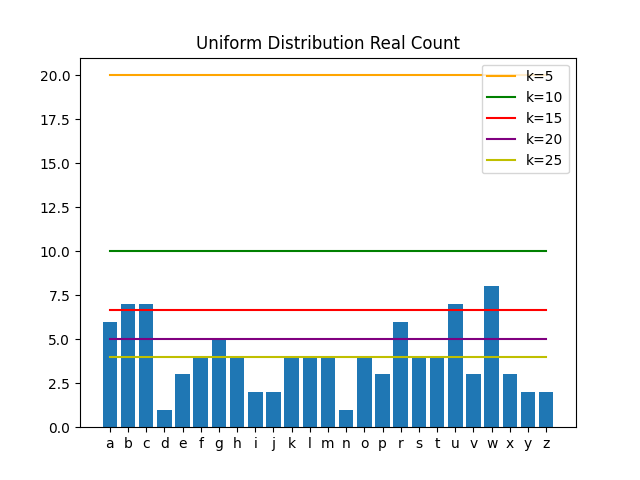 Uniform Distribution Real Count
20.0
17.5
15.0
12.5
10.0
7.5
5.0
2.5
0.0
k=5
k=10
k=15
k=20
k=25
a b c d e f g h i j k l m n o p r s t u v w x y z